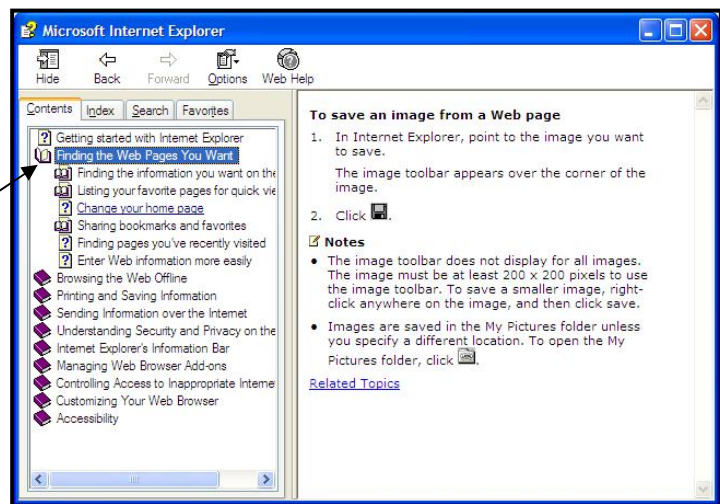 Microsoft Internet Explorer
Hide Back Forward Options Web Help
Contents Index Search Favorites
Getting started with Internet Explorer
Finding the Web Pages You Want
Finding the information you want on the
Listing your favorite pages for quick vie
Change your home page
Sharing bookmarks and favorites
Finding pages you've recently visited
Enter Web information more easily
Browsing the Web Offline
Printing and Saving Information
Sending Information over the Internet
Understanding Security and Privacy on the
Internet Explorer's Information Bar
Managing Web Browser Add-ons
Controlling Access to Inappropriate Interne
Customizing Your Web Browser
Accessibility
To save an image from a Web page
1. In Internet Explorer, point to the image you want
to save.
The image toolbar appears over the corner of the
image.
2. Click .
Notes
• The image toolbar does not display for all images.
The image must be at least 200 x 200 pixels to use
the image toolbar. To save a smaller image, right-
click anywhere on the image, and then click save.
• Images are saved in the My Pictures folder unless
you specify a different location. To open the My
Pictures folder, click .
Related Topics